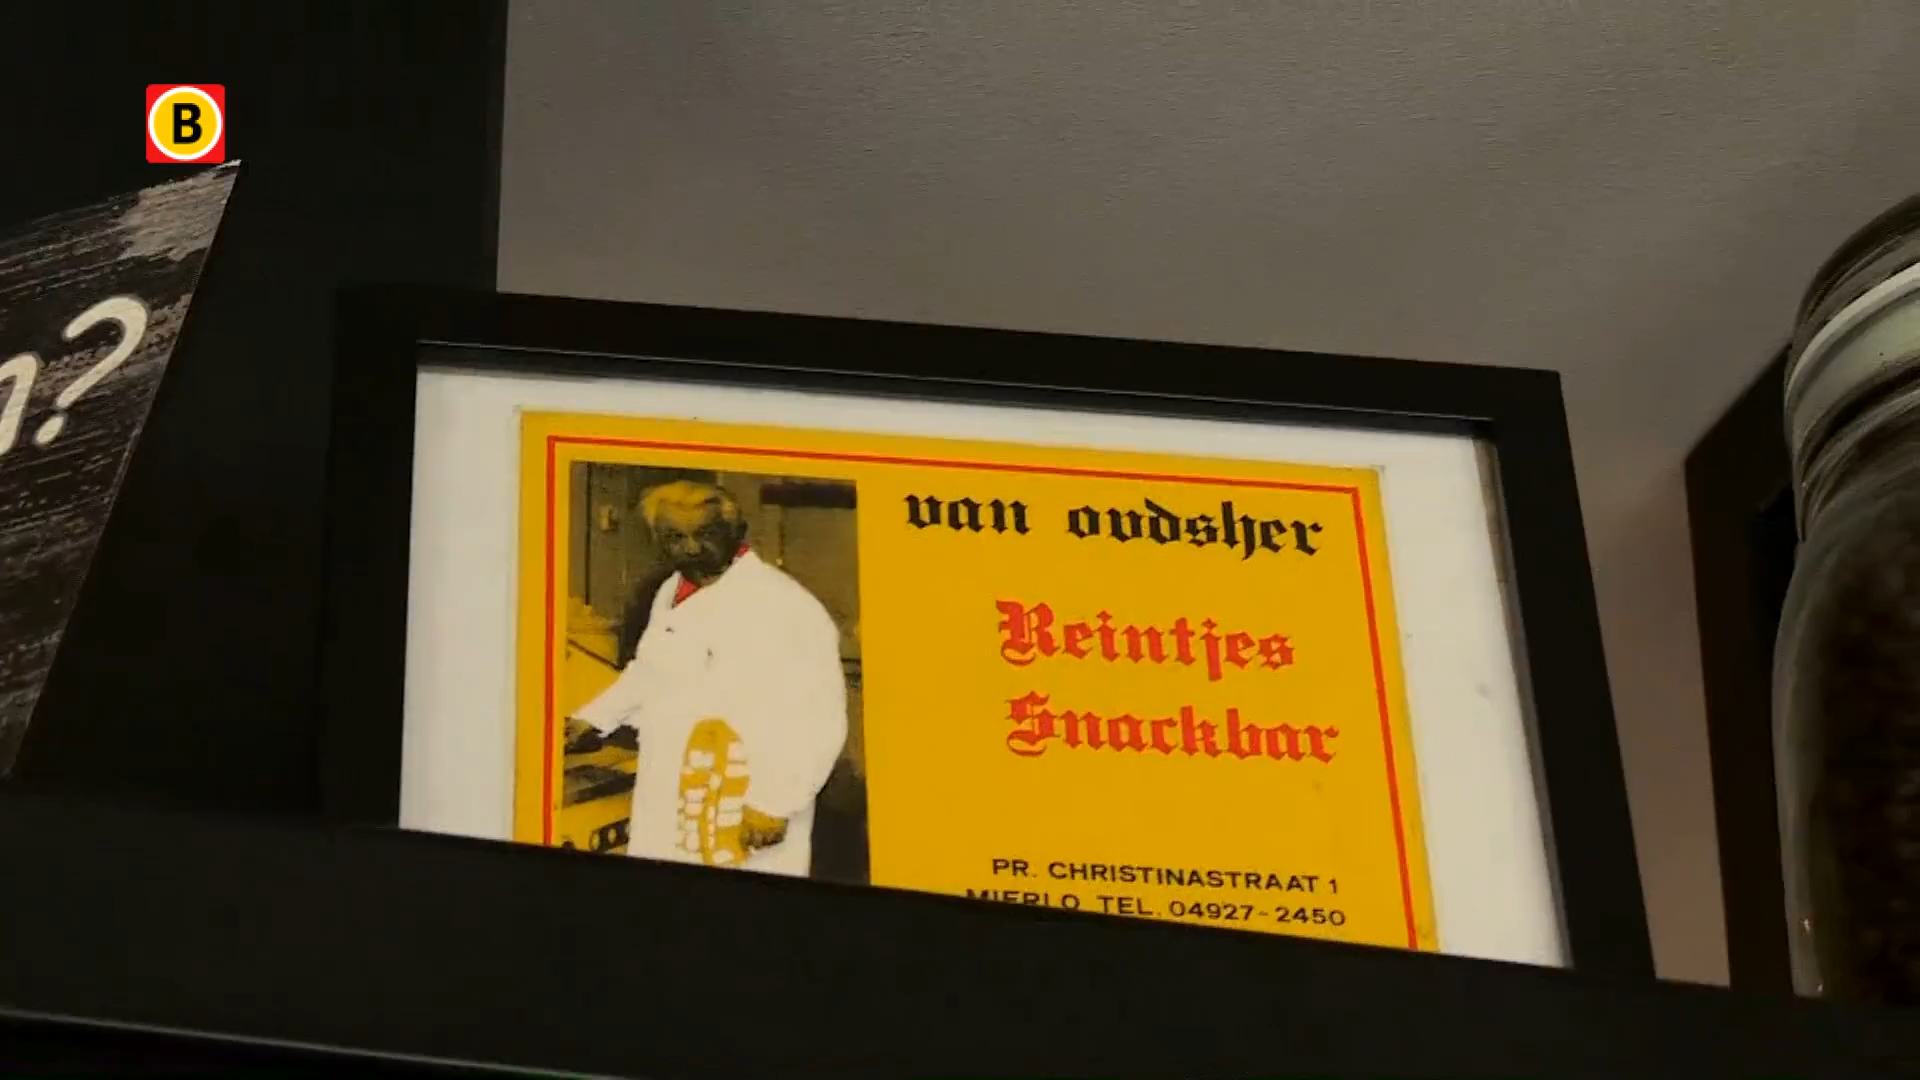 B
n?
van oudsher
Reintjes
Snackbar
PR. CHRISTINASTRAAT 1
MIERLO TEL. 04927-2450